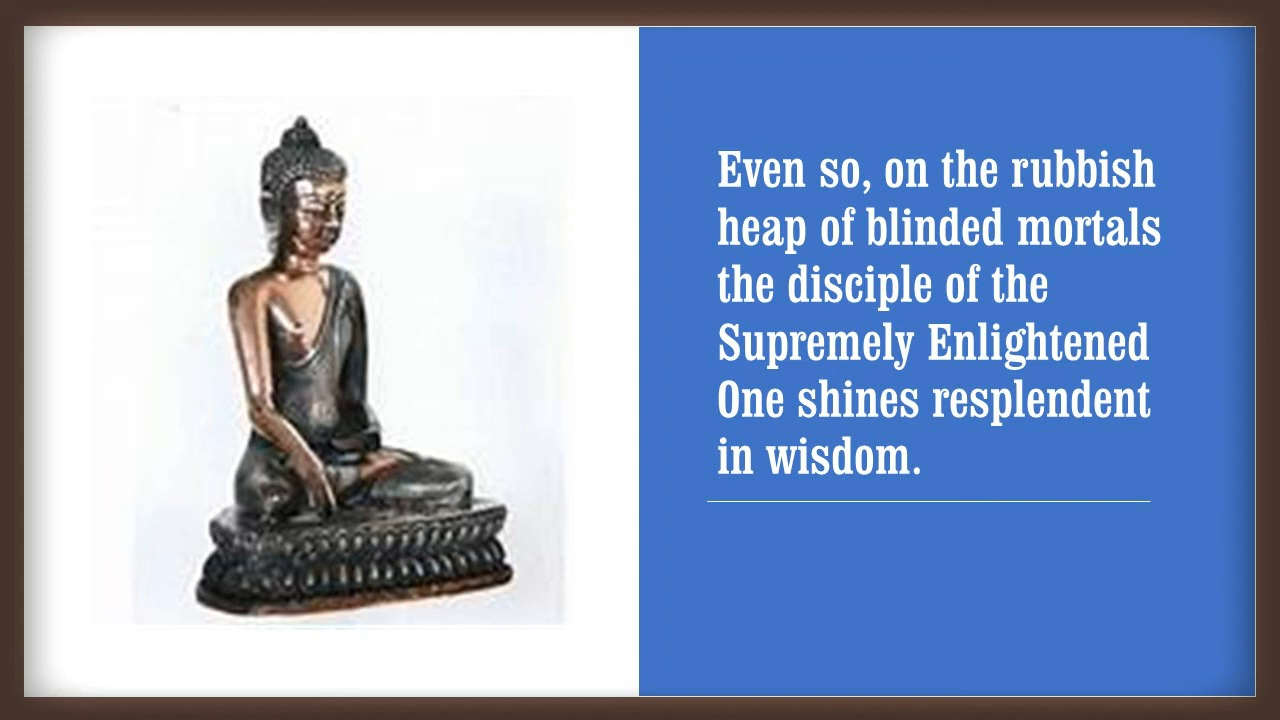 Even so, on the rubbish
heap of blinded mortals
the disciple of the
Supremely Enlightened
One shines resplendent
in wisdom.